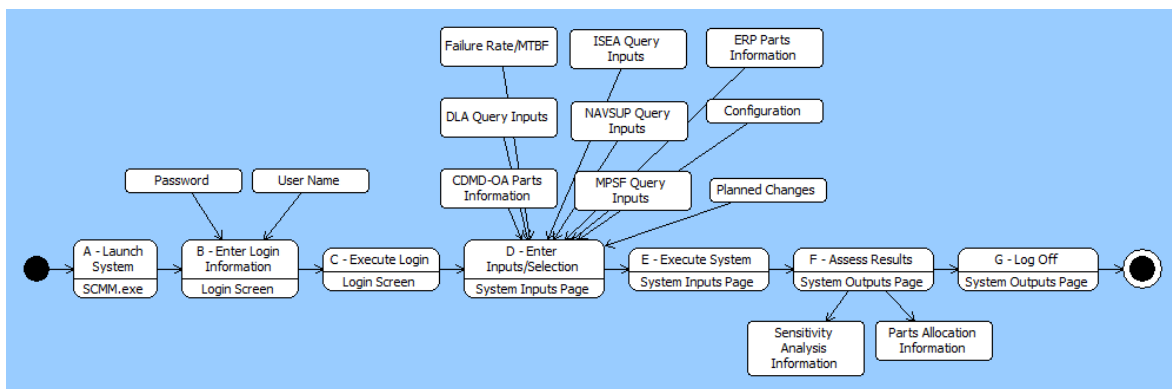 Failure Rate/MTBF
ISEA Query
Inputs
ERP Parts
Information
DLA Query Inputs
NAVSUP Query
Inputs
Configuration
Password
User Name
CDMD-OA Parts
Information
MPSF Query
Inputs
Planned Changes
A - Launch
System
SCMM.exe
B - Enter Login
Information
Login Screen
C - Execute Login
Login Screen
D - Enter
Inputs/Selection
System Inputs Page
E - Execute System
System Inputs Page
F - Assess Results
System Outputs Page
G - Log Off
System Outputs Page
Sensitivity
Analysis
Information
Parts Allocation
Information